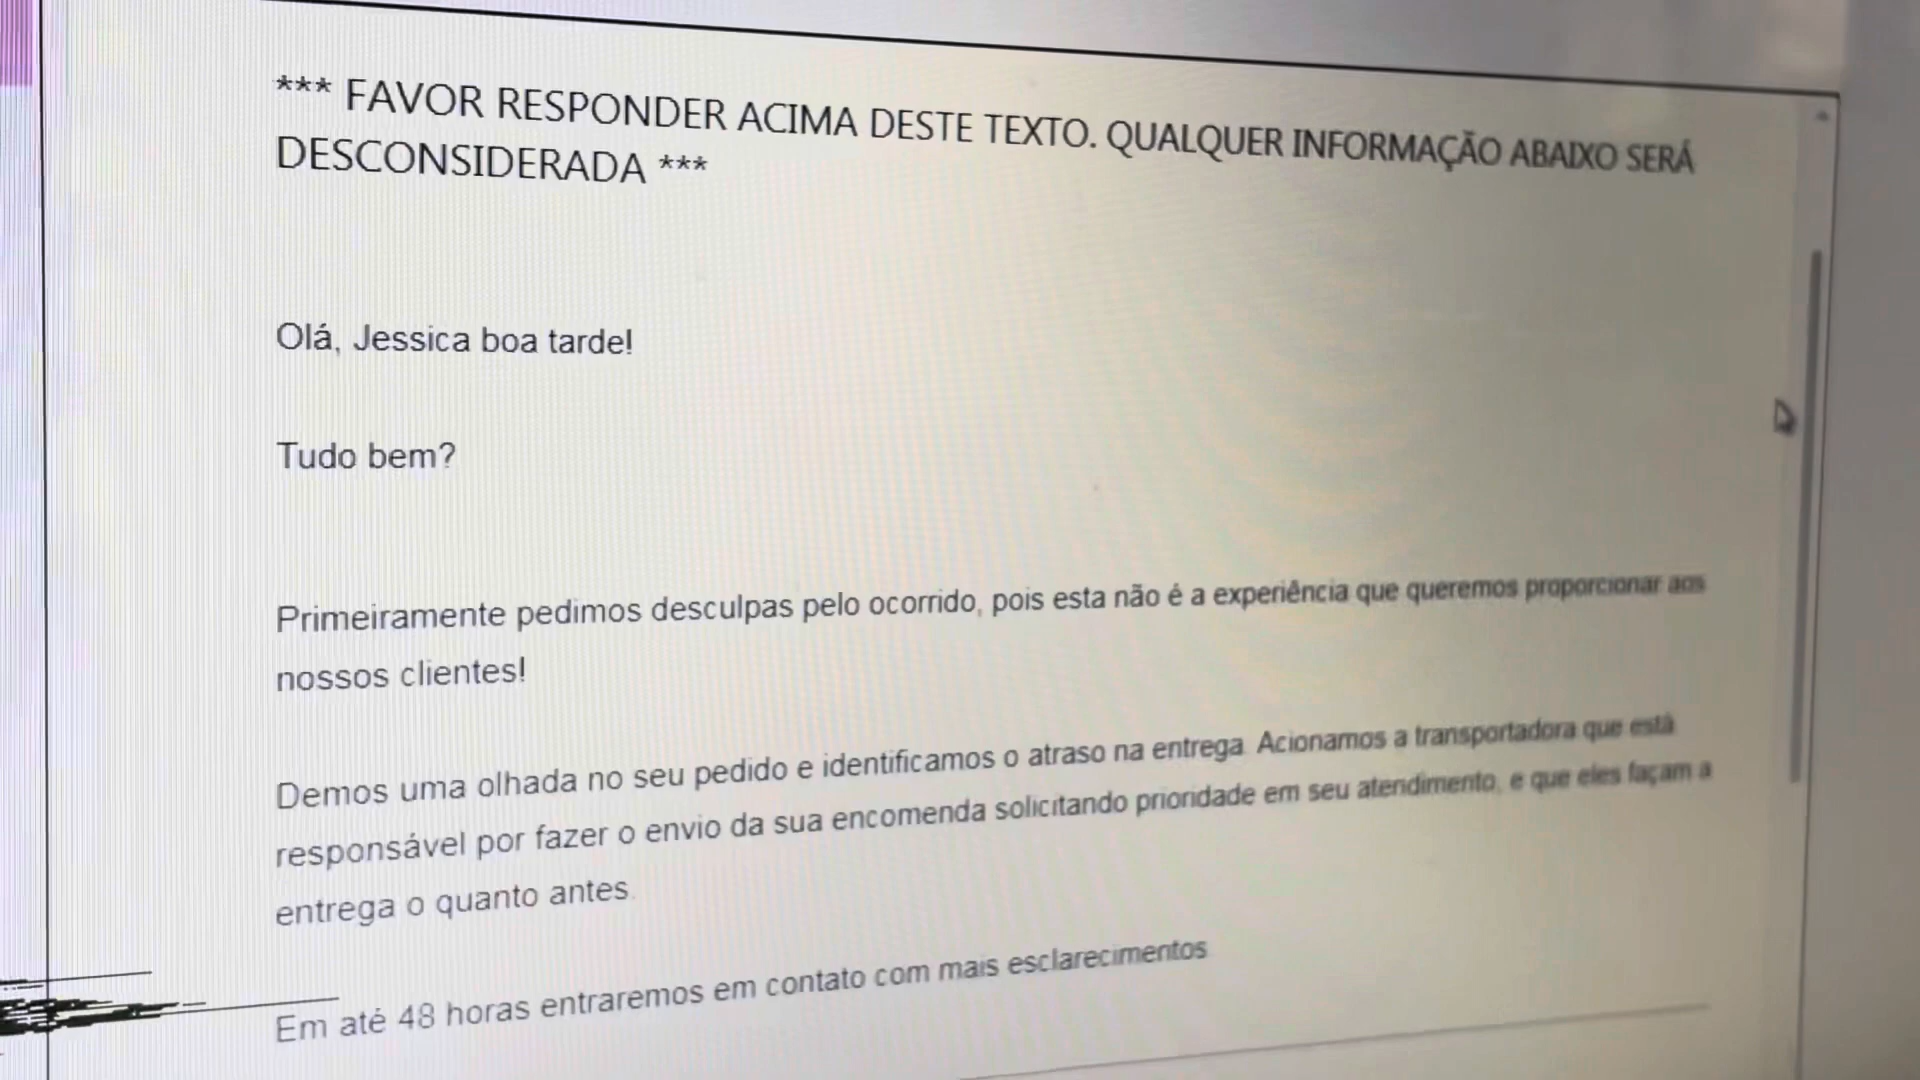 *** FAVOR RESPONDER ACIMA DESTE TEXTO. QUALQUER INFORMAÇÃO ABAIXO SERÁ
DESCONSIDERADA ***
Olá, Jessica boa tarde!
Tudo bem?
Primeiramente pedimos desculpas pelo ocorrido, pois esta não é a experiência que queremos proporcionar aos
nossos clientes!
Demos uma olhada no seu pedido e identificamos o atraso na entrega. Acionamos a transportadora que está
responsável por fazer o envio da sua encomenda solicitando prioridade em seu atendimento, e que eles façam a
entrega o quanto antes.
Em até 48 horas entraremos em contato com mais esclarecimentos